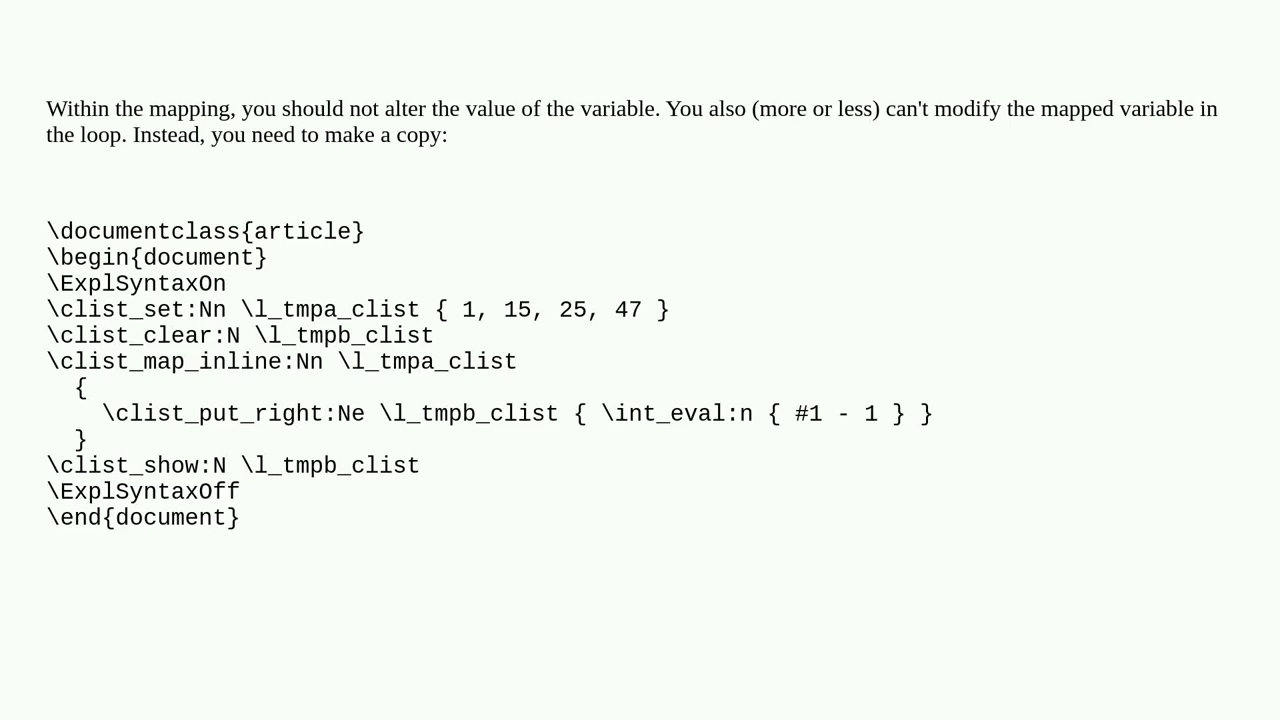 Within the mapping, you should not alter the value of the variable. You also (more or less) can't modify the mapped variable in
the loop. Instead, you need to make a copy:
\documentclass{article}
\begin{document}
\ExplSyntaxOn
\clist_set:Nn \l_tmpa_clist { 1, 15, 25, 47 }
\clist_clear:N \l_tmpb_clist
\clist_map_inline:Nn \l_tmpa_clist
  {
    \clist_put_right:Ne \l_tmpb_clist { \int_eval:n { #1 - 1 } }
  }
\clist_show:N \l_tmpb_clist
\ExplSyntaxOff
\end{document}